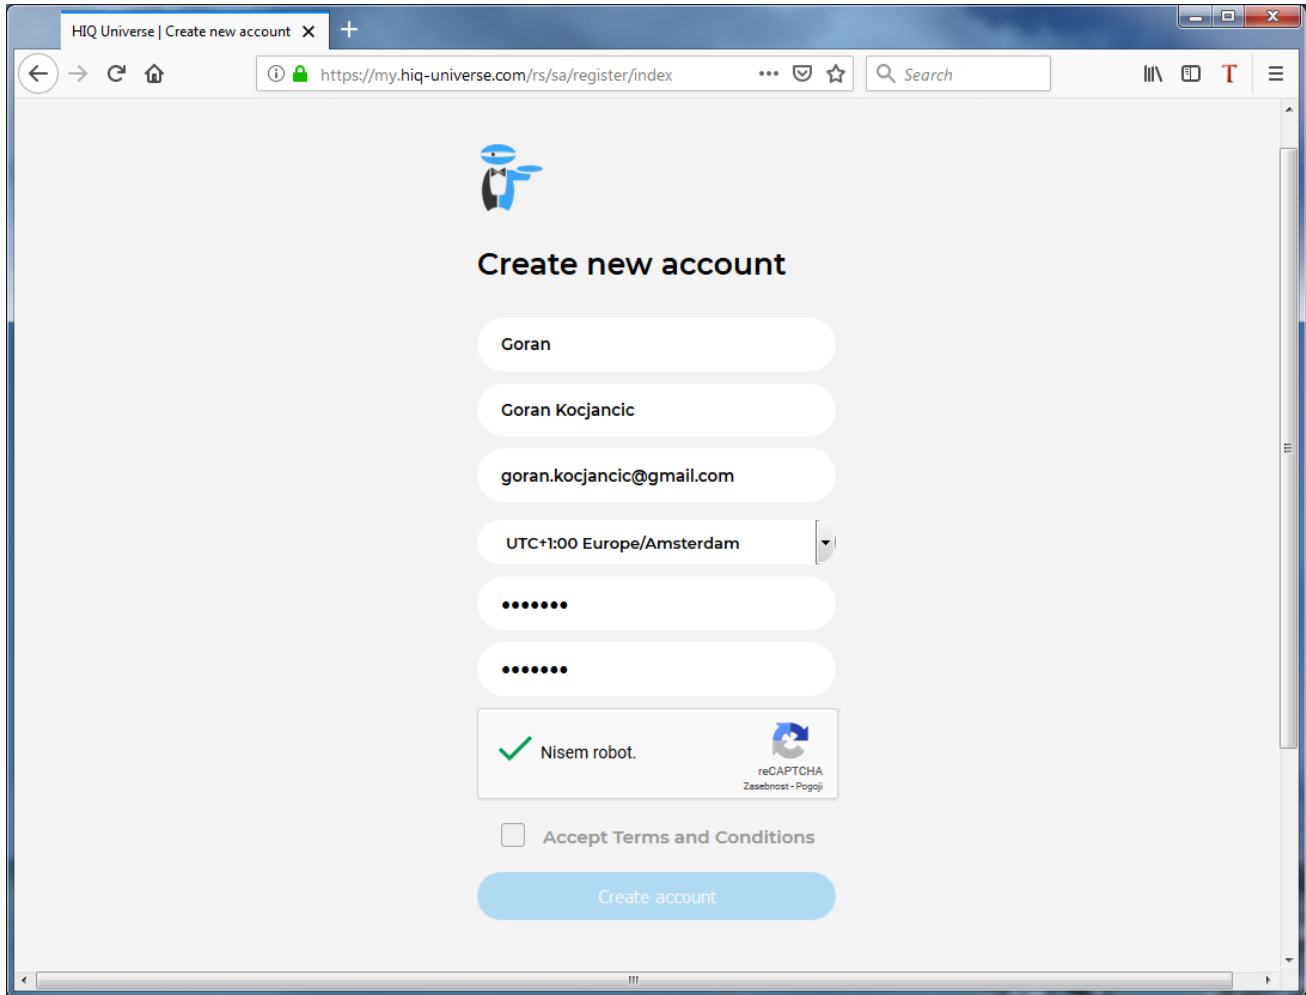 HIQ Universe | Create new account
https://my.hiq-universe.com/rs/sa/register/index
Search
T
Create new account
Goran
Goran Kocjancic
goran.kocjancic@gmail.com
UTC+1:00 Europe/Amsterdam
•••••••
•••••••
Nisem robot.
reCAPTCHA
Zasebnost - Pogoji
Accept Terms and Conditions
Create account